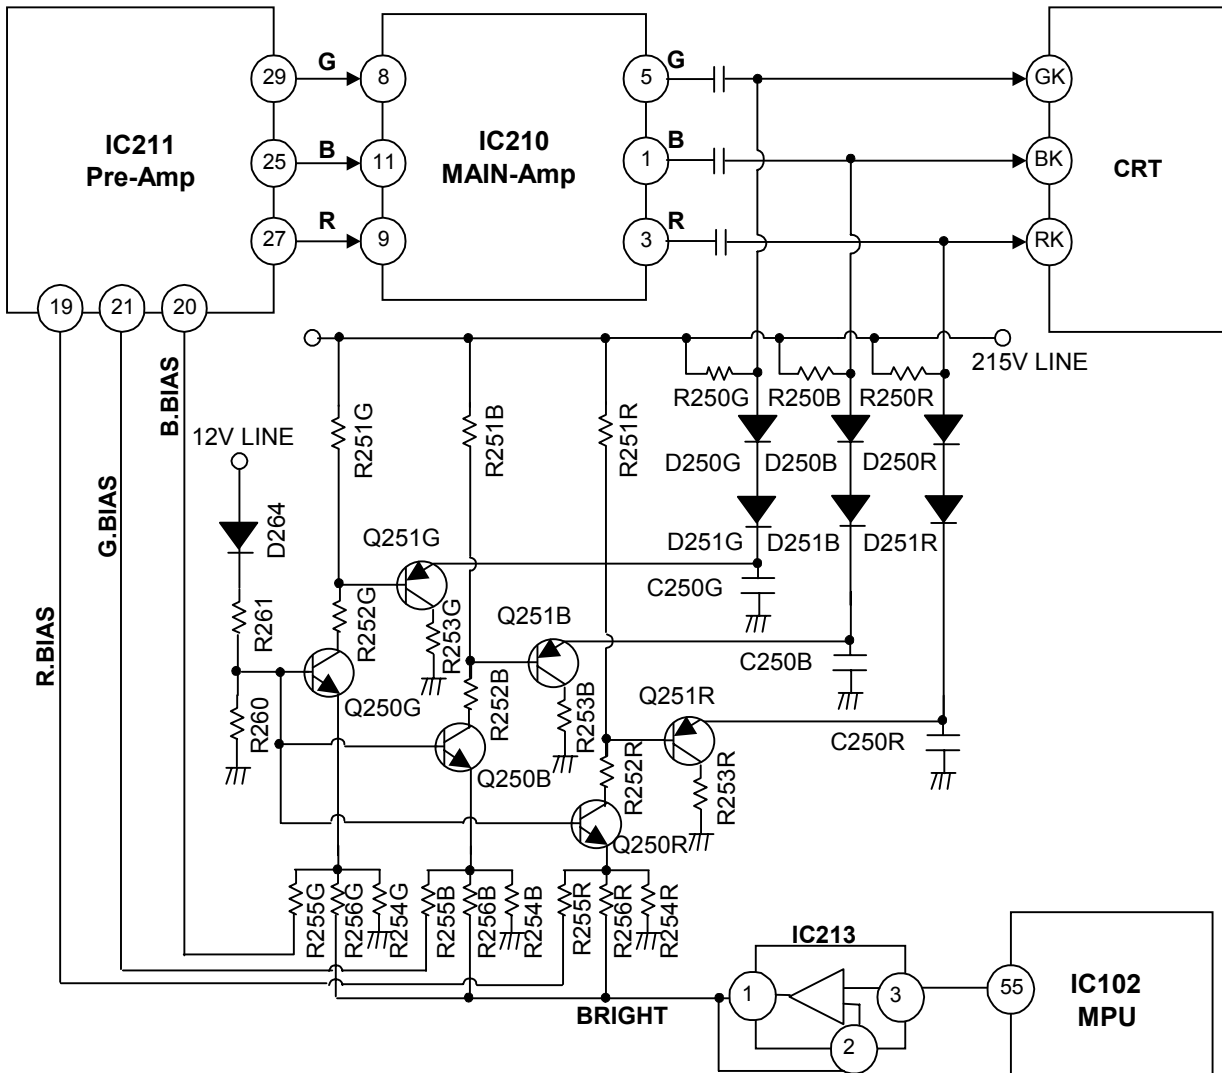 G
G
29
8
5
GK
IC211
Pre-Amp
IC210
MAIN-Amp
B
B
CRT
25
11
1
BK
R
R
27
9
3
RK
19
21
20
215V LINE
B.BIAS
R250G
R250B
R250R
R251G
R251B
R251R
12V LINE
D250G
D250B
D250R
G.BIAS
D264
Q251G
D251G
D251B
D251R
C250G
R261
R252G
R253G
Q251B
R.BIAS
C250B
Q250G
R252B
R253B
Q251R
R260
C250R
Q250B
R252R
R253R
Q250R
R255G
R256G
R254G
R255B
R256B
R254B
R255R
R256R
R254R
IC213
1
3
55
IC102
MPU
BRIGHT
2